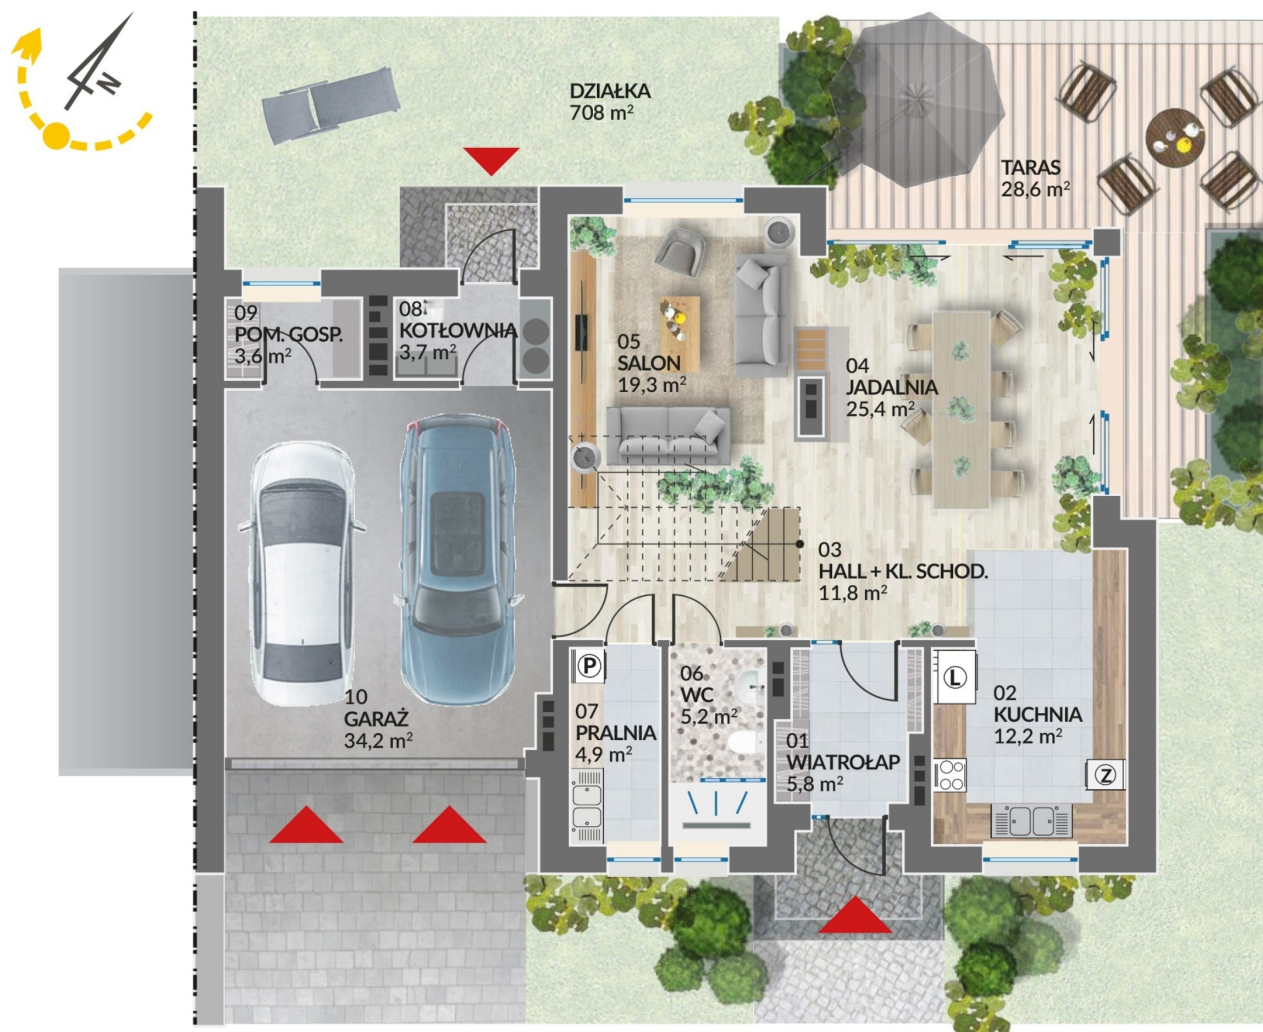 N
DZIAŁKA
708 m²
TARAS
28,6 m²
09
POM. GOSP.
3,6 m²
08
KOTŁOWNIA
3,7 m²
05
SALON
19,3 m²
04
JADALNIA
25,4 m²
03
HALL + KL. SCHOD.
11,8 m²
10
GARAŻ
34,2 m²
P
07
PRALNIA
4,9 m²
06
WC
5,2 m²
01
WIATROŁAP
5,8 m²
L
02
KUCHNIA
12,2 m²
Z